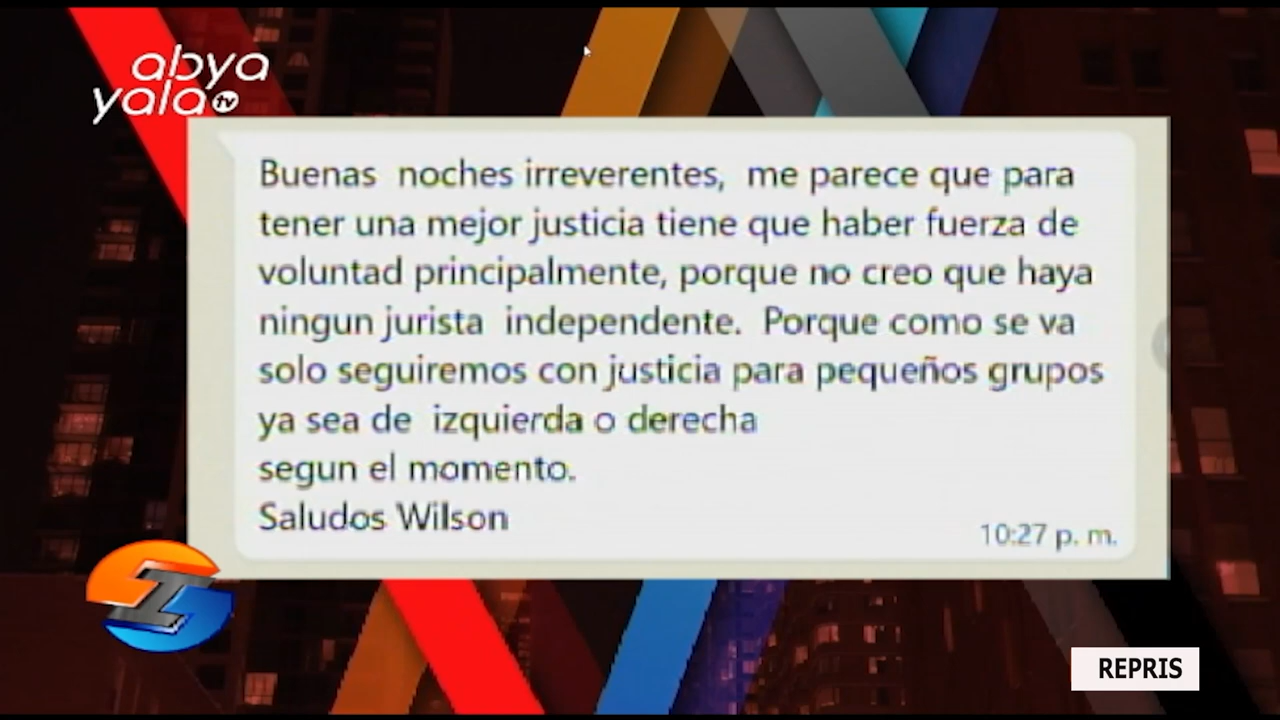 abya
yala tv
Buenas noches irreverentes, me parece que para
tener una mejor justicia tiene que haber fuerza de
voluntad principalmente, porque no creo que haya
ningun jurista independente. Porque como se va
solo seguiremos con justicia para pequeños grupos
ya sea de izquierda o derecha
segun el momento.
Saludos Wilson
10:27 p. m.
I
REPRIS